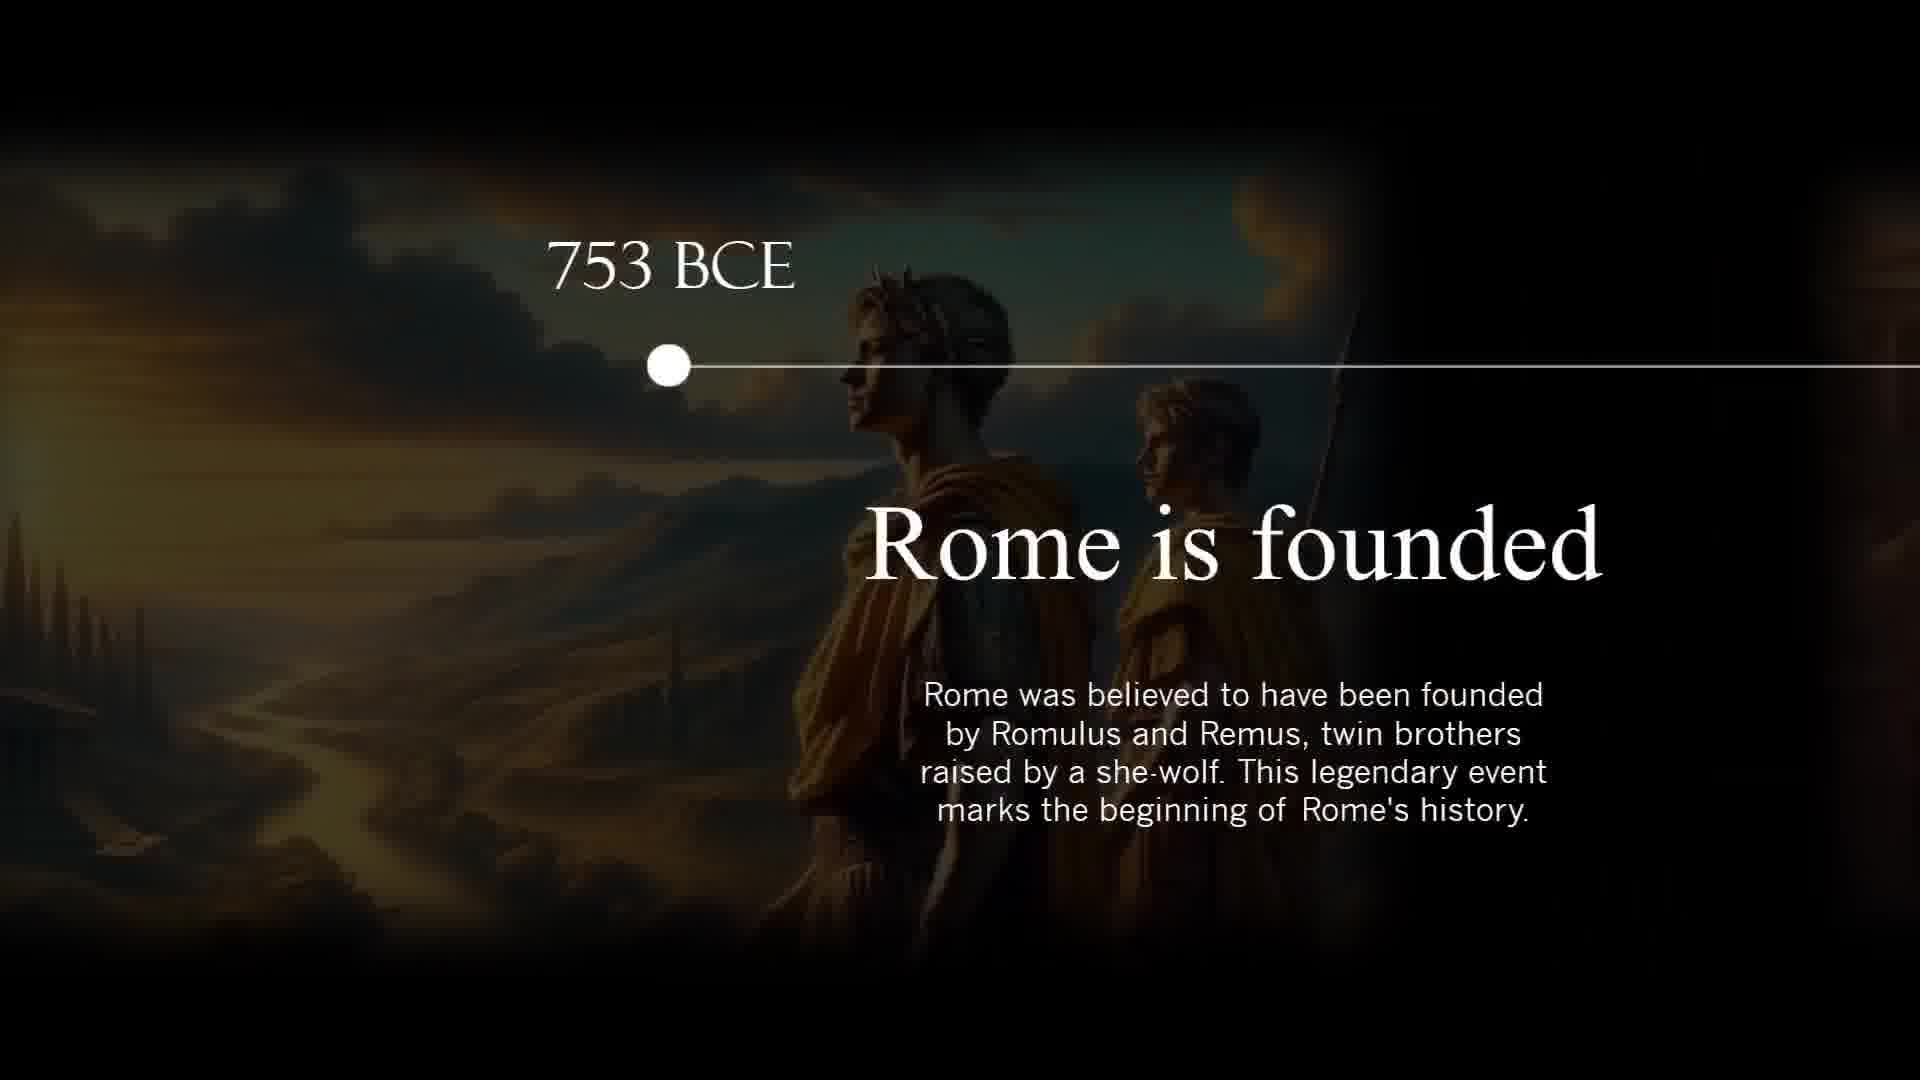 753 BCE
Rome is founded
Rome was believed to have been founded
by Romulus and Remus, twin brothers
raised by a she-wolf. This legendary event
marks the beginning of Rome's history.